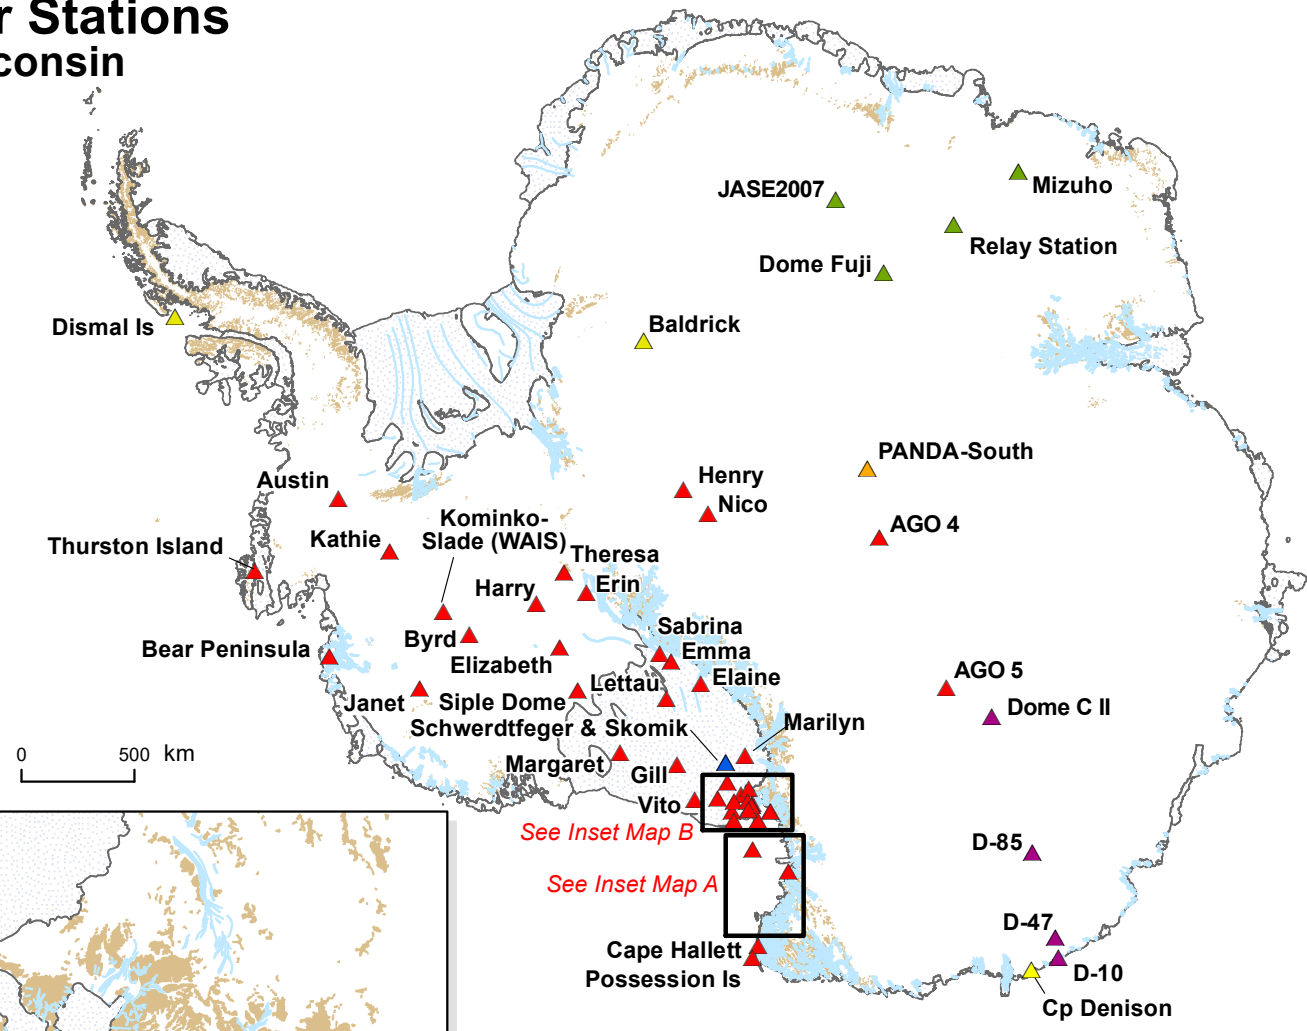 r Stations
consin
Mizuho
JASE2007
Relay Station
Dome Fuji
Dismal Is
Baldrick
PANDA-South
Austin
Henry
Nico
AGO 4
Kominko-
Slade (WAIS)
Kathie
Thurston Island
Theresa
Harry
Erin
Byrd
Sabrina
Bear Peninsula
Emma
Elizabeth
Elaine
AGO 5
Janet
Siple Dome
Lettau
Dome C II
Schwerdtfeger & Skomik
Marilyn
0 500 km
Margaret
Gill
Vito
See Inset Map B
D-85
See Inset Map A
D-47
Cape Hallett
Possession Is
D-10
Cp Denison